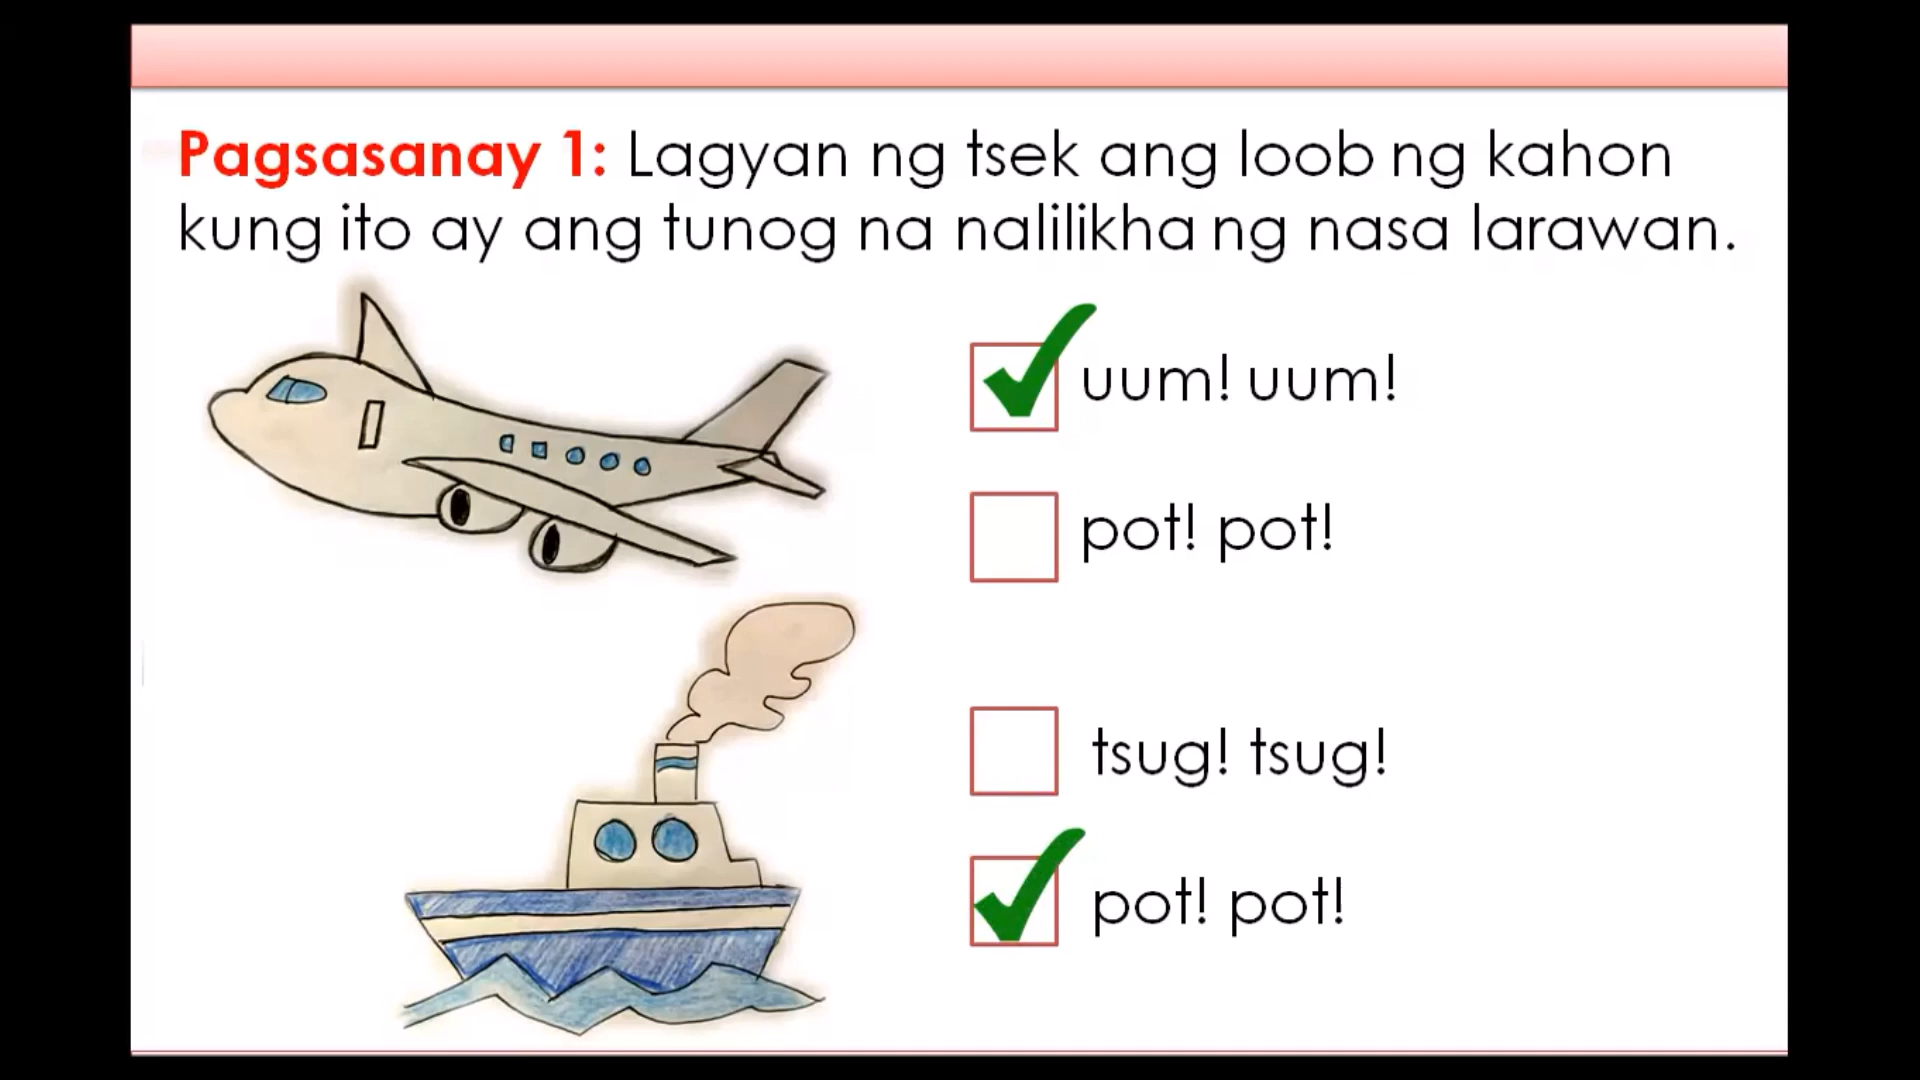 Pagsasanay 1: Lagyan ng tsek ang loob ng kahon
kung ito ay ang tunog na nalilikha ng nasa larawan.
uum! uum!
pot! pot!
tsug! tsug!
pot! pot!